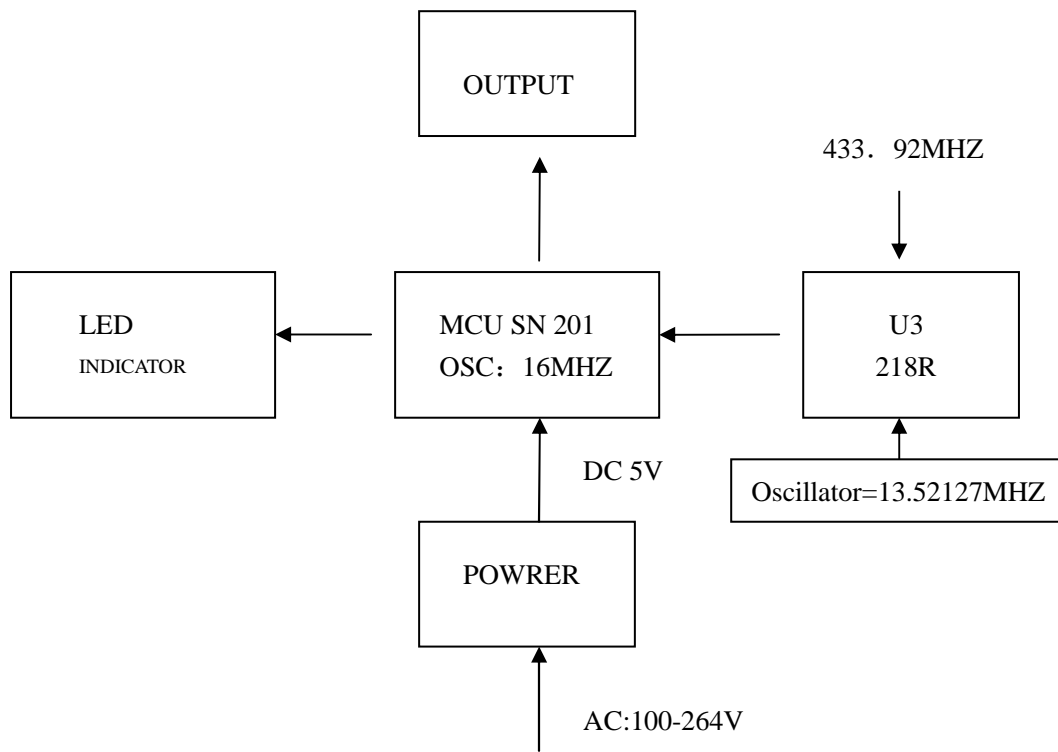 OUTPUT
433．92MHZ
LED
INDICATOR
MCU SN 201
OSC：16MHZ
U3
218R
DC 5V
Oscillator=13.52127MHZ
POWRER
AC:100-264V